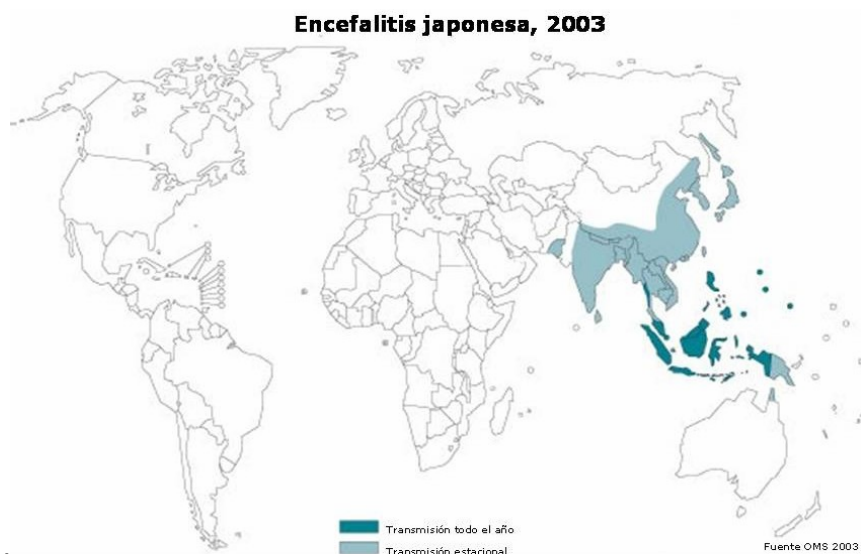 Encefalitis japonesa, 2003
Transmisión todo el año
Transmisión estacional
Fuente OMS 2003